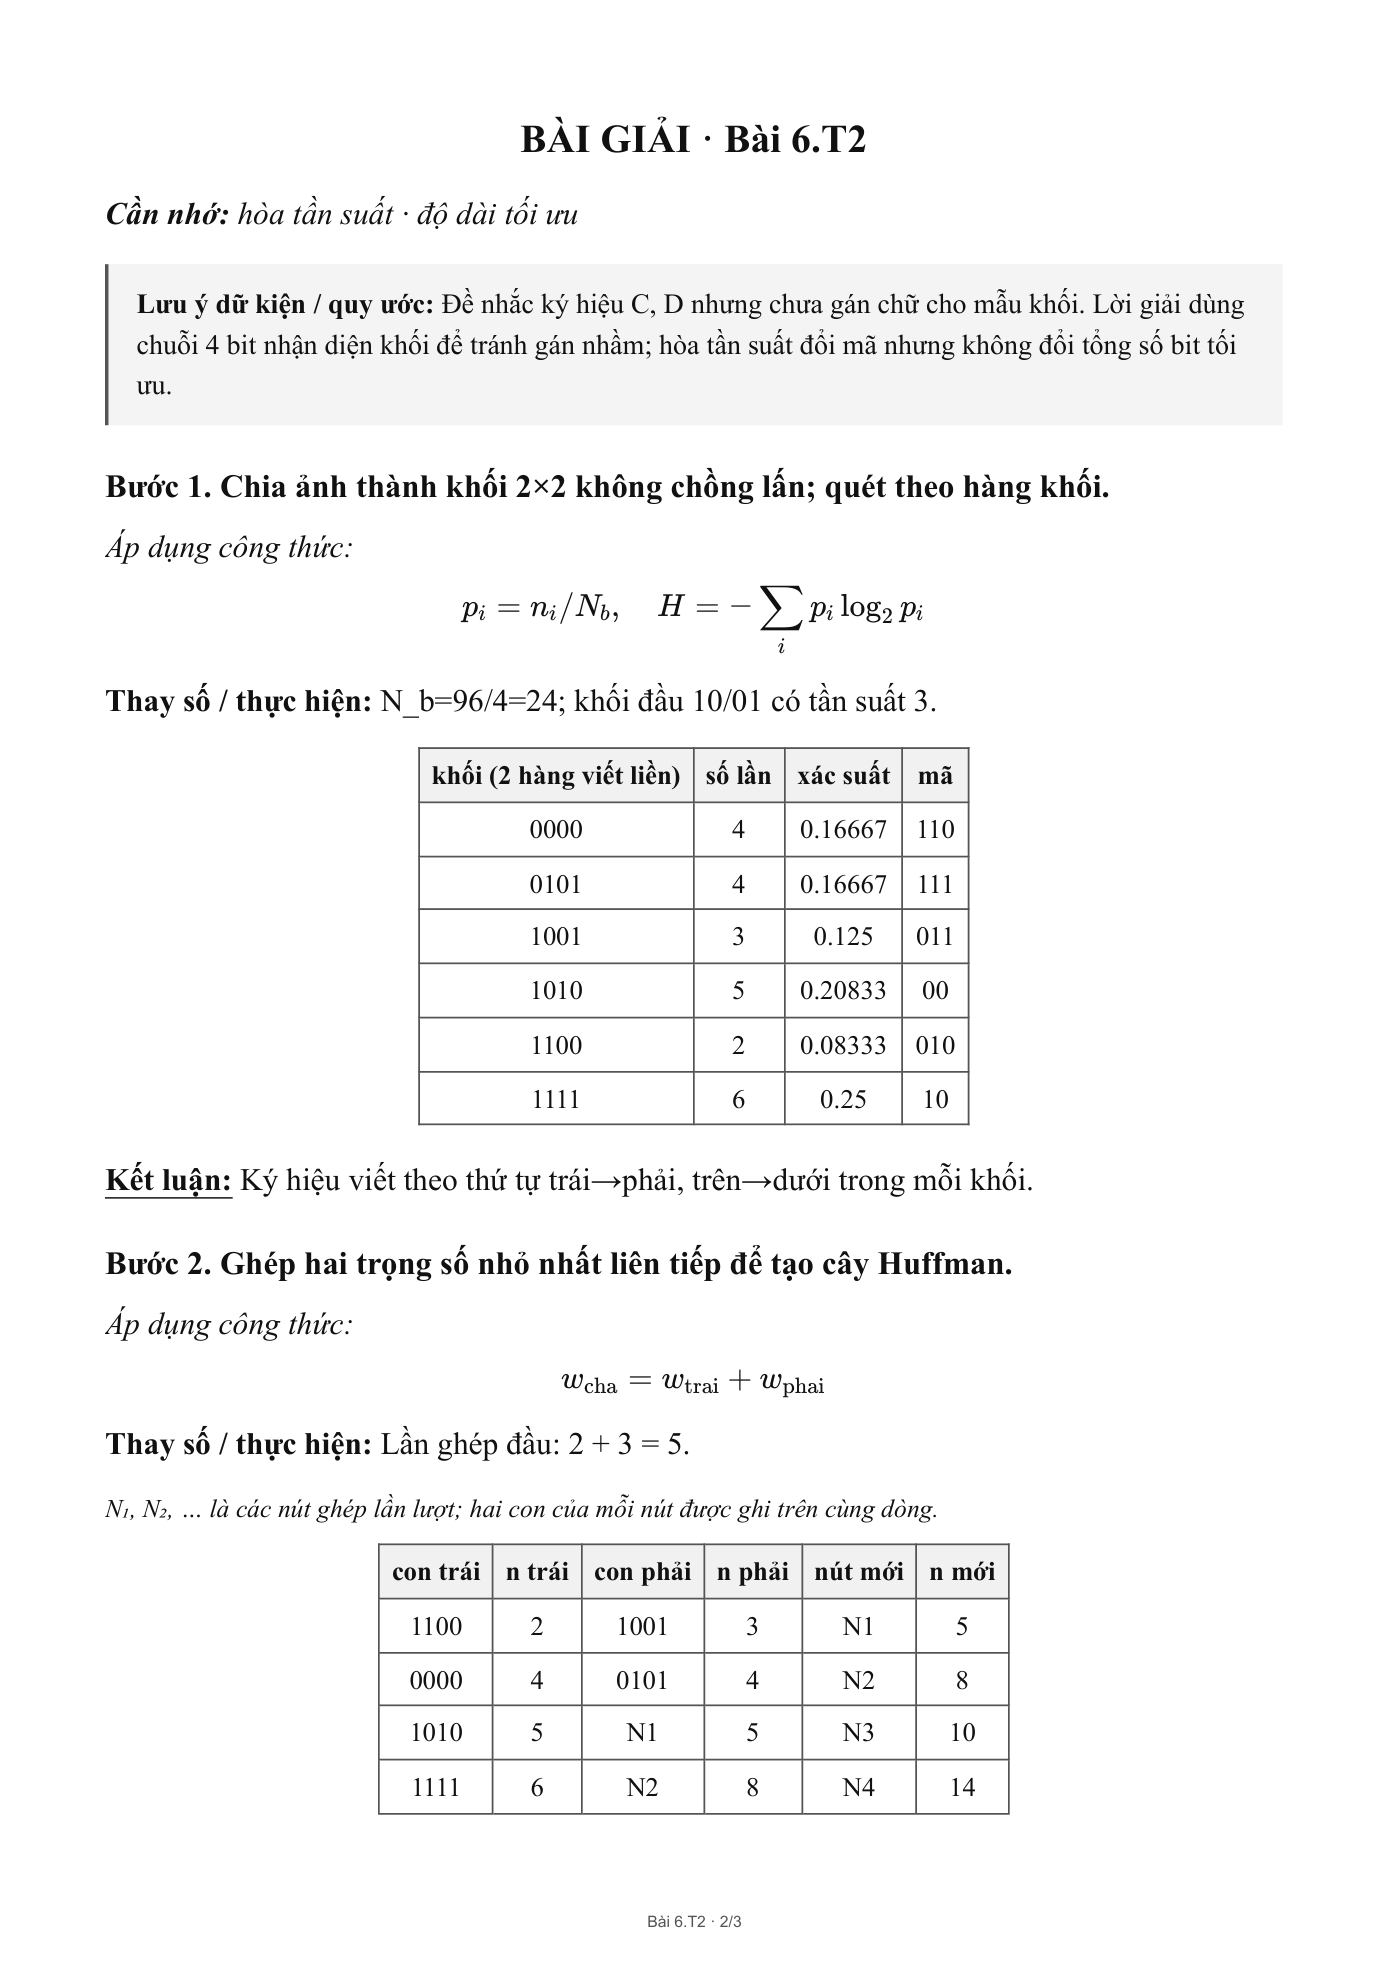 BÀI GIẢI · Bài 6.T2
Cần nhớ: hòa tần suất · độ dài tối ưu
Lưu ý dữ kiện / quy ước: Đề nhắc ký hiệu C, D nhưng chưa gán chữ cho mẫu khối. Lời giải dùng
chuỗi 4 bit nhận diện khối để tránh gán nhầm; hòa tần suất đổi mã nhưng không đổi tổng số bit tối
ưu.
Bước 1. Chia ảnh thành khối 2×2 không chồng lấn; quét theo hàng khối.
Áp dụng công thức:
p_i = n_i/N_b,    H = − ∑_i p_i log_2 p_i
Thay số / thực hiện: N_b=96/4=24; khối đầu 10/01 có tần suất 3.
khối (2 hàng viết liền) số lần xác suất mã
0000 4 0.16667 110
0101 4 0.16667 111
1001 3 0.125 011
1010 5 0.20833 00
1100 2 0.08333 010
1111 6 0.25 10
Kết luận: Ký hiệu viết theo thứ tự trái→phải, trên→dưới trong mỗi khối.
Bước 2. Ghép hai trọng số nhỏ nhất liên tiếp để tạo cây Huffman.
Áp dụng công thức:
w_cha = w_trai + w_phai
Thay số / thực hiện: Lần ghép đầu: 2 + 3 = 5.
N₁, N₂, … là các nút ghép lần lượt; hai con của mỗi nút được ghi trên cùng dòng.
con trái n trái con phải n phải nút mới n mới
1100 2 1001 3 N1 5
0000 4 0101 4 N2 8
1010 5 N1 5 N3 10
1111 6 N2 8 N4 14
Bài 6.T2 · 2/3